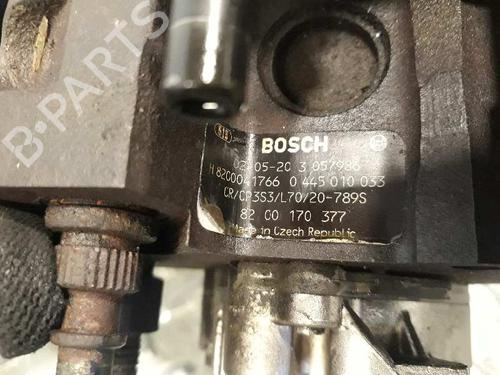 B-PARTS
BOSCH
02-05-20 3 057986
H 8200041766 0 445 010 033
CR/CP3S3/L70/20-789S
82 00 170 377
Made in Czech Republic